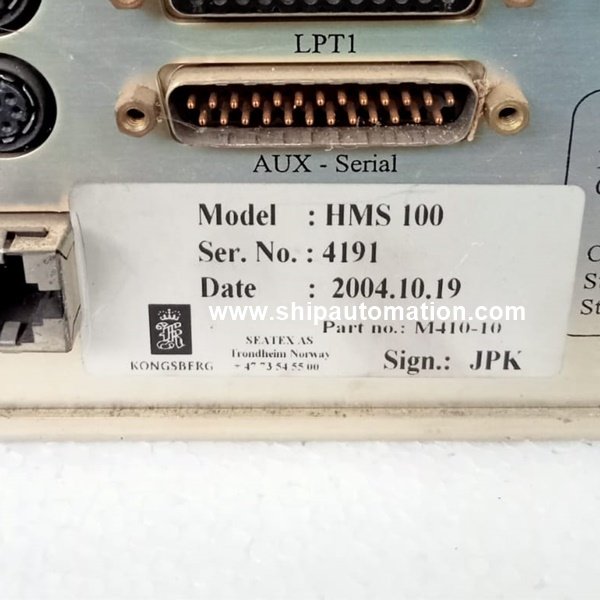 LPT1
AUX - Serial
Model : HMS 100
Ser. No. : 4191
Date : 2004.10.19
www.shipautomation.com
Part no.: M410-10
SEATEX AS
Trondheim Norway
+ 47 73 54 55 00
KONGSBERG
Sign.: JPK